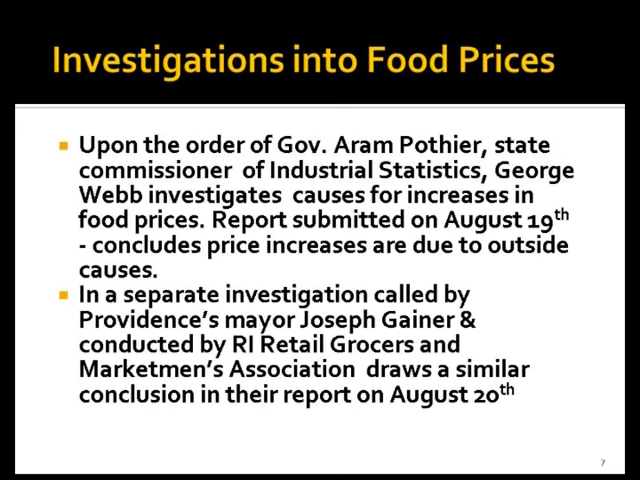 Investigations into Food Prices
Upon the order of Gov. Aram Pothier, state
commissioner of Industrial Statistics, George
Webb investigates causes for increases in
food prices. Report submitted on August 19th
- concludes price increases are due to outside
causes.
In a separate investigation called by
Providence's mayor Joseph Gainer &
conducted by RI Retail Grocers and
Marketmen's Association draws a similar
conclusion in their report on August 20th
7